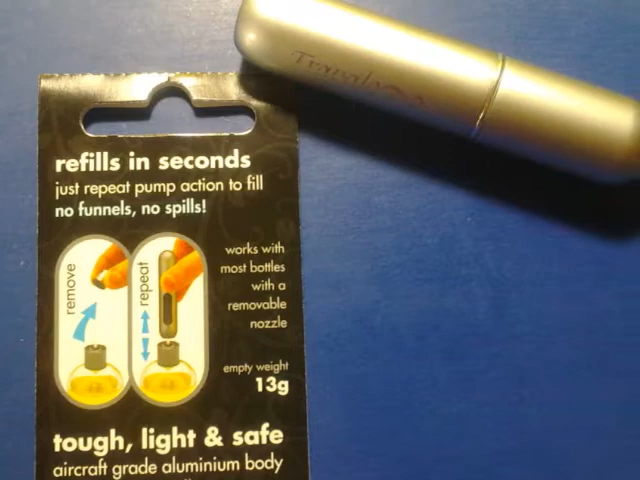 refills in seconds
just repeat pump action to fill
no funnels, no spills!
remove
repeat
works with
most bottles
with a
removable
nozzle
empty weight
13g
tough, light & safe
aircraft grade aluminium body